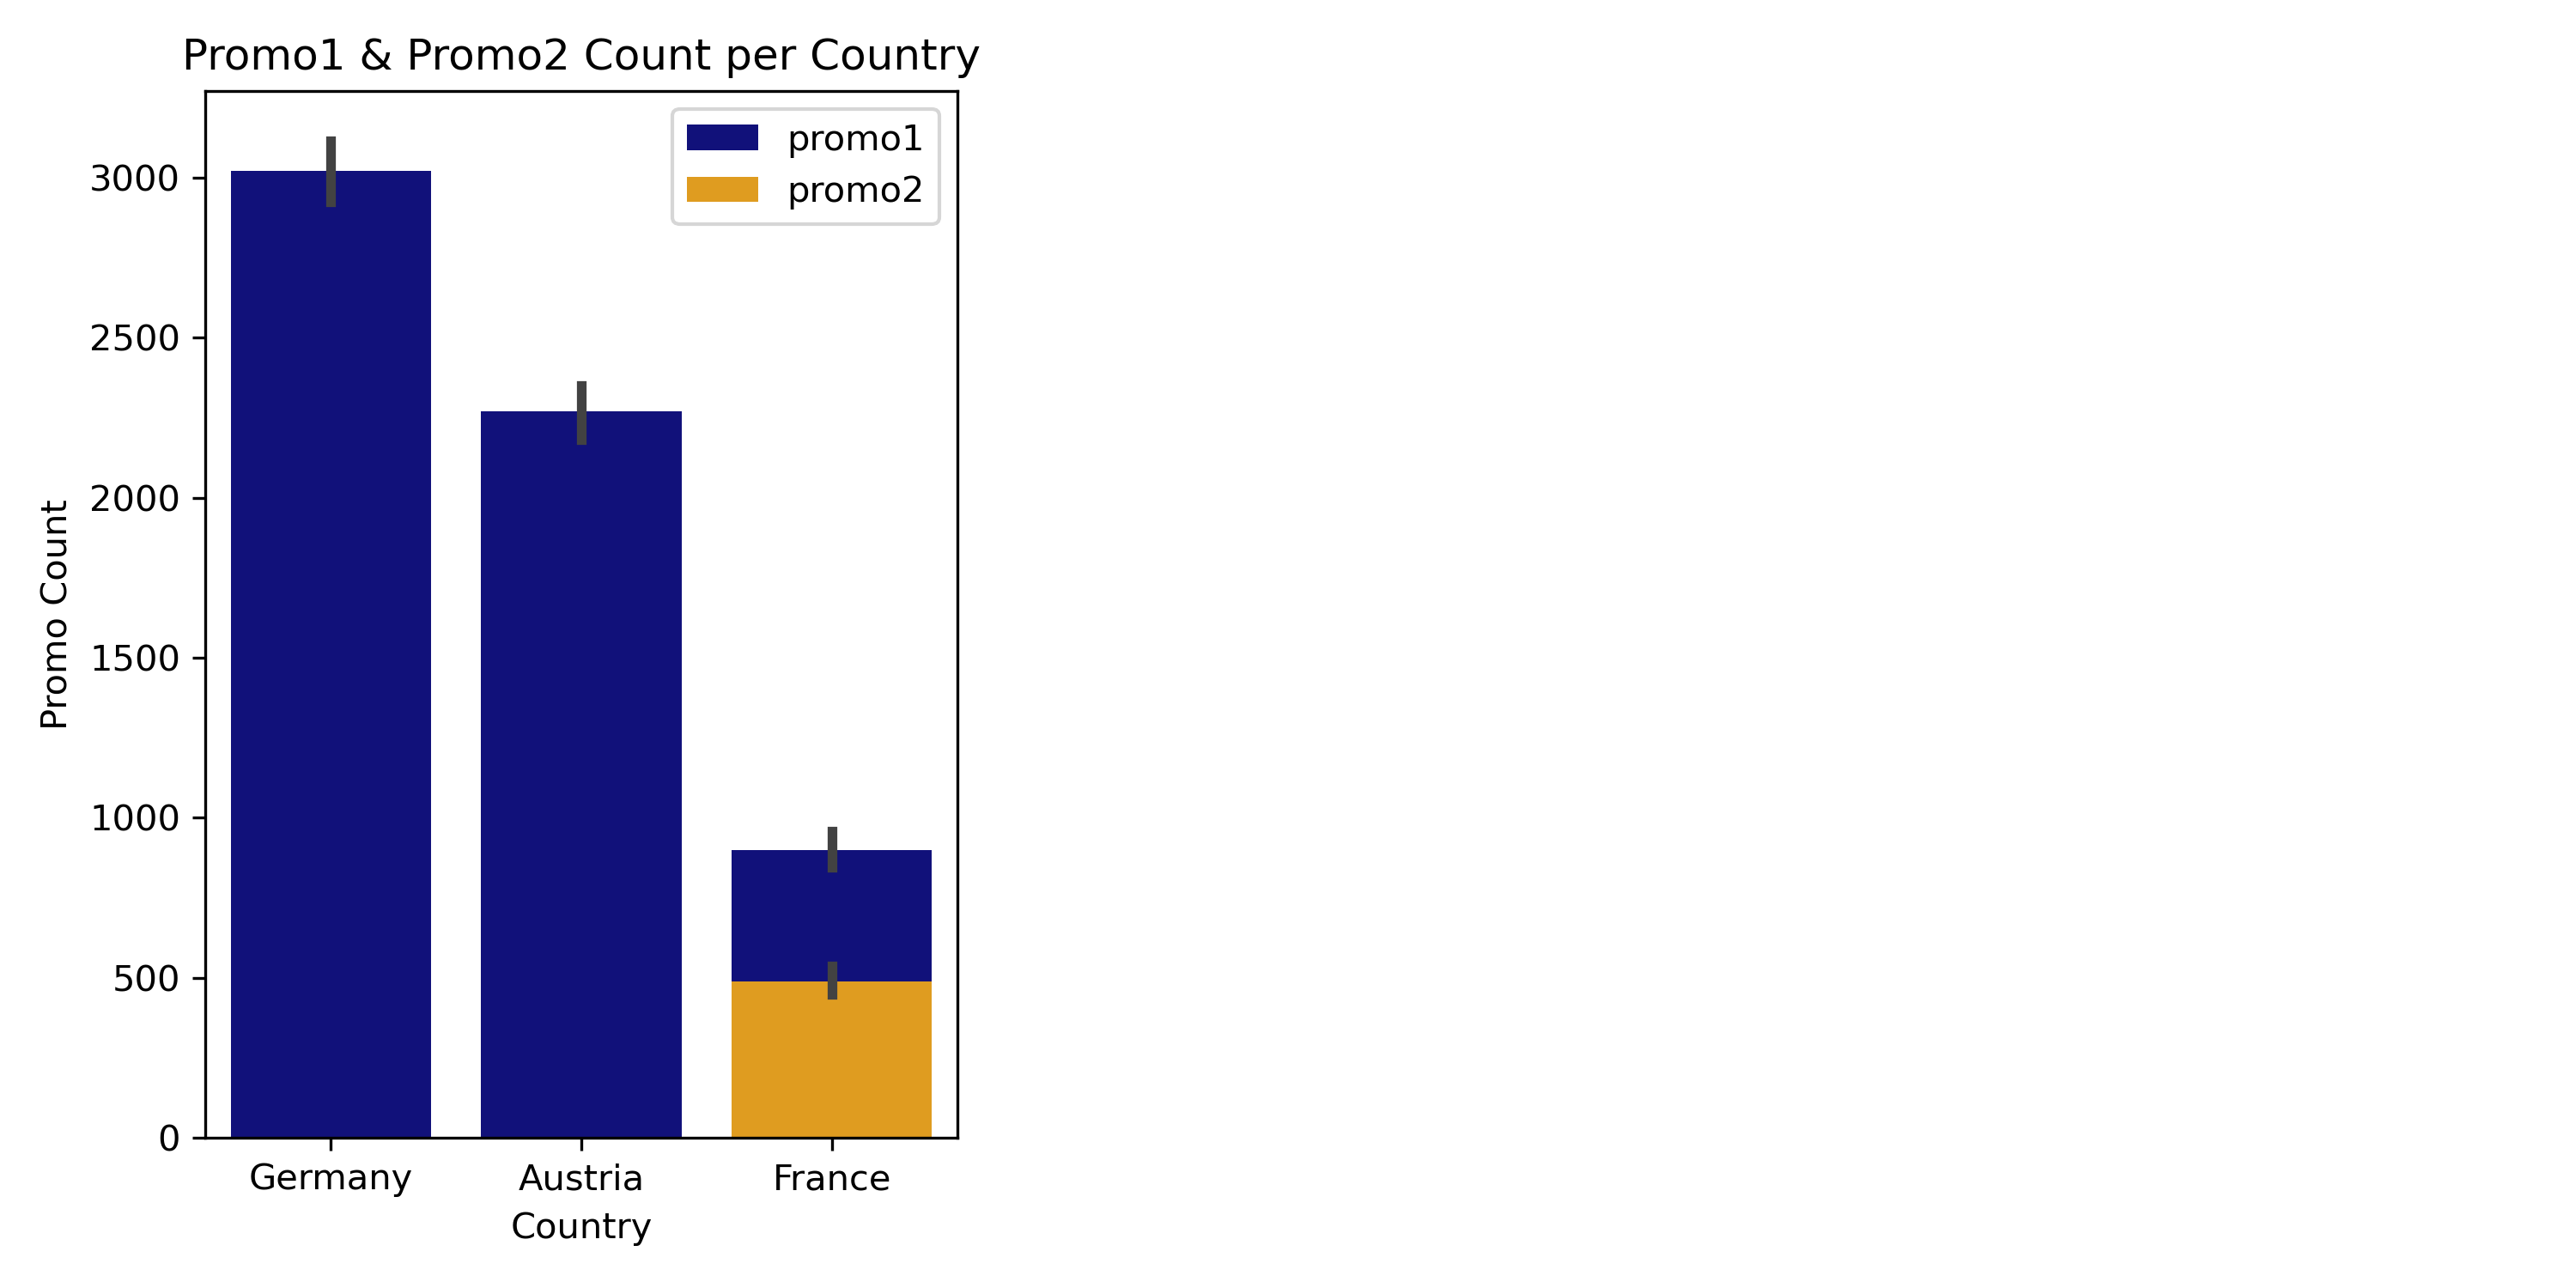 Promo1 & Promo2 Count per Country
promo1
promo2
3000
2500
2000
1500
1000
500
0
Promo Count
Germany Austria France
Country